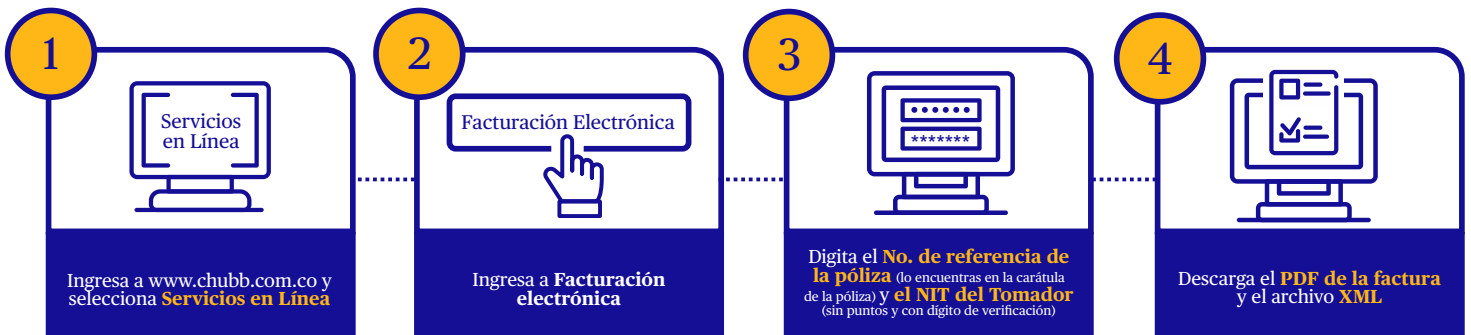 1
Servicios
en Línea
Ingresa a www.chubb.com.co y
selecciona Servicios en Línea
2
Facturación Electrónica
Ingresa a Facturación
electrónica
3
••••••
*******
Digita el No. de referencia de
la póliza (lo encuentras en la carátula
de la póliza) y el NIT del Tomador
(sin puntos y con dígito de verificación)
4
Descarga el PDF de la factura
y el archivo XML